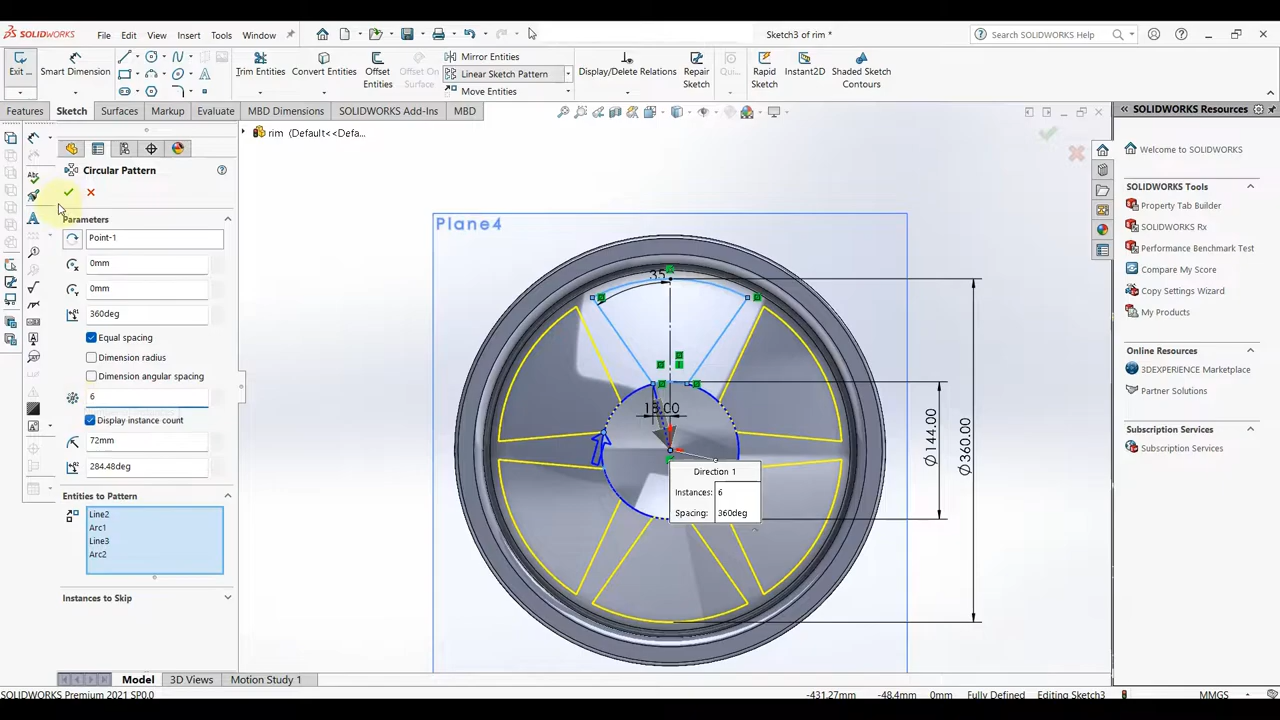 SOLIDWORKS File Edit View Insert Tools Window Sketch3 of rim * Search SOLIDWORKS Help
Exit ... Smart Dimension Trim Entities Convert Entities Offset Entities Offset On Surface Mirror Entities Linear Sketch Pattern Move Entities Display/Delete Relations Repair Sketch Qui... Rapid Sketch Instant2D Shaded Sketch Contours
Features Sketch Surfaces Markup Evaluate MBD Dimensions SOLIDWORKS Add-Ins MBD
rim (Default<<Defa...
Circular Pattern
Parameters
Point-1
0mm
0mm
360deg
Equal spacing
Dimension radius
Dimension angular spacing
6
Display instance count
72mm
284.48deg
Entities to Pattern
Line2
Arc1
Line3
Arc2
Instances to Skip
Plane4
35
Ø144.00
Ø360.00
Direction 1
Instances: 6
Spacing: 360deg
SOLIDWORKS Resources
Welcome to SOLIDWORKS
SOLIDWORKS Tools
Property Tab Builder
SOLIDWORKS Rx
Performance Benchmark Test
Compare My Score
Copy Settings Wizard
My Products
Online Resources
3DEXPERIENCE Marketplace
Partner Solutions
Subscription Services
Subscription Services
Model 3D Views Motion Study 1
SOLIDWORKS Premium 2021 SP0.0 -431.27mm -48.4mm 0mm Fully Defined Editing Sketch3 MMGS